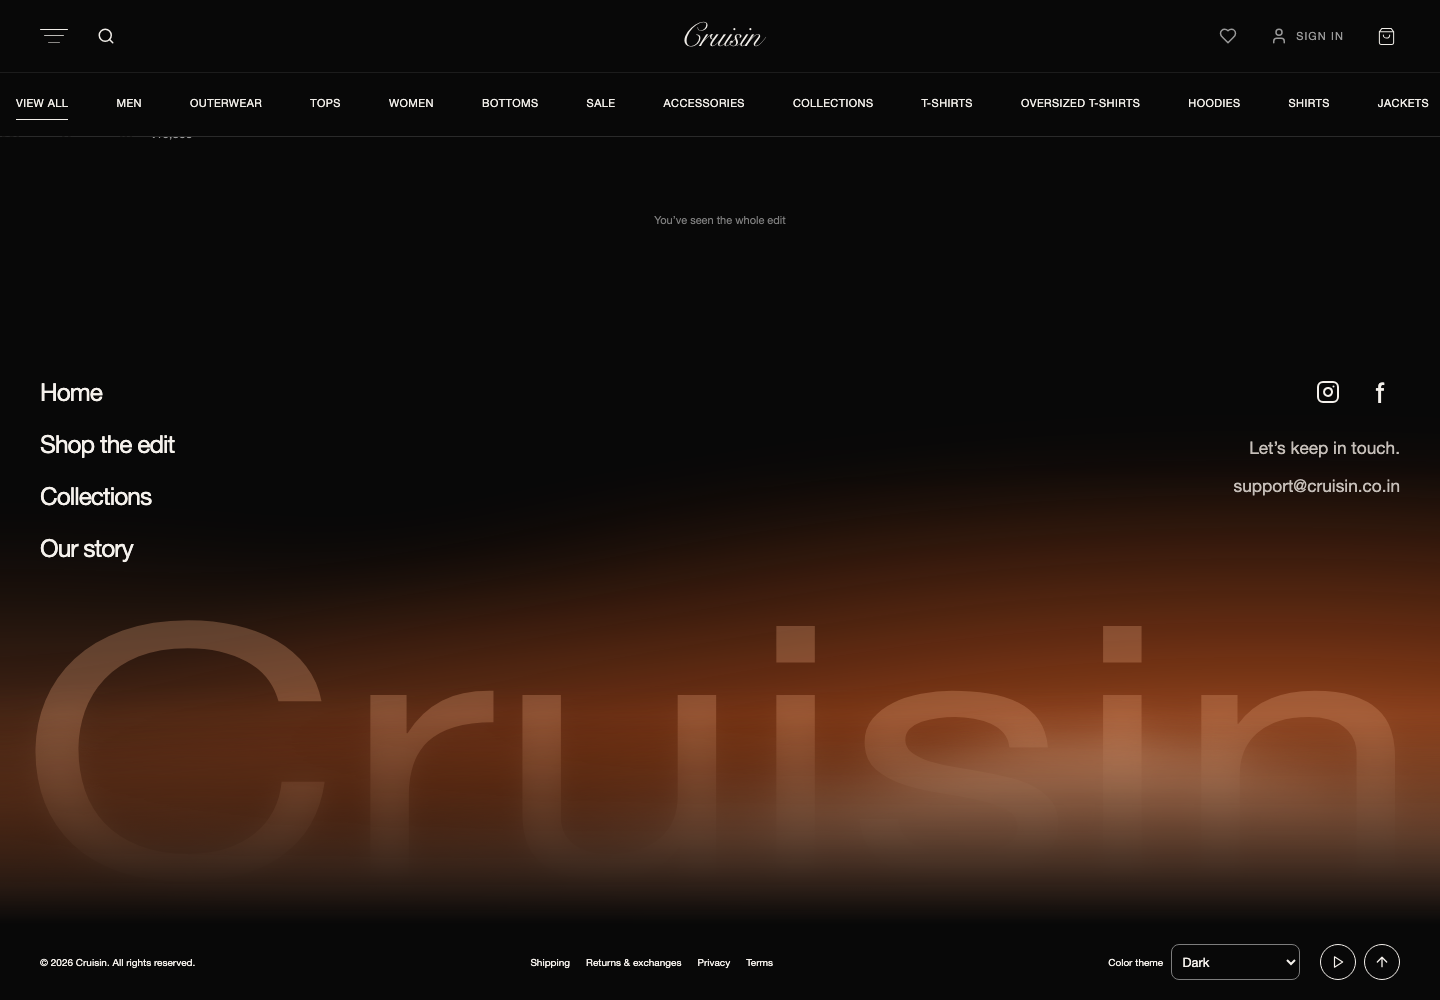 Cruisin
SIGN IN
VIEW ALL MEN OUTERWEAR TOPS WOMEN BOTTOMS SALE ACCESSORIES COLLECTIONS T-SHIRTS OVERSIZED T-SHIRTS HOODIES SHIRTS JACKETS
You’ve seen the whole edit
Home
Shop the edit
Collections
Our story
Let’s keep in touch.
support@cruisin.co.in
Cruisin
© 2026 Cruisin. All rights reserved.
Shipping Returns & exchanges Privacy Terms
Color theme Dark